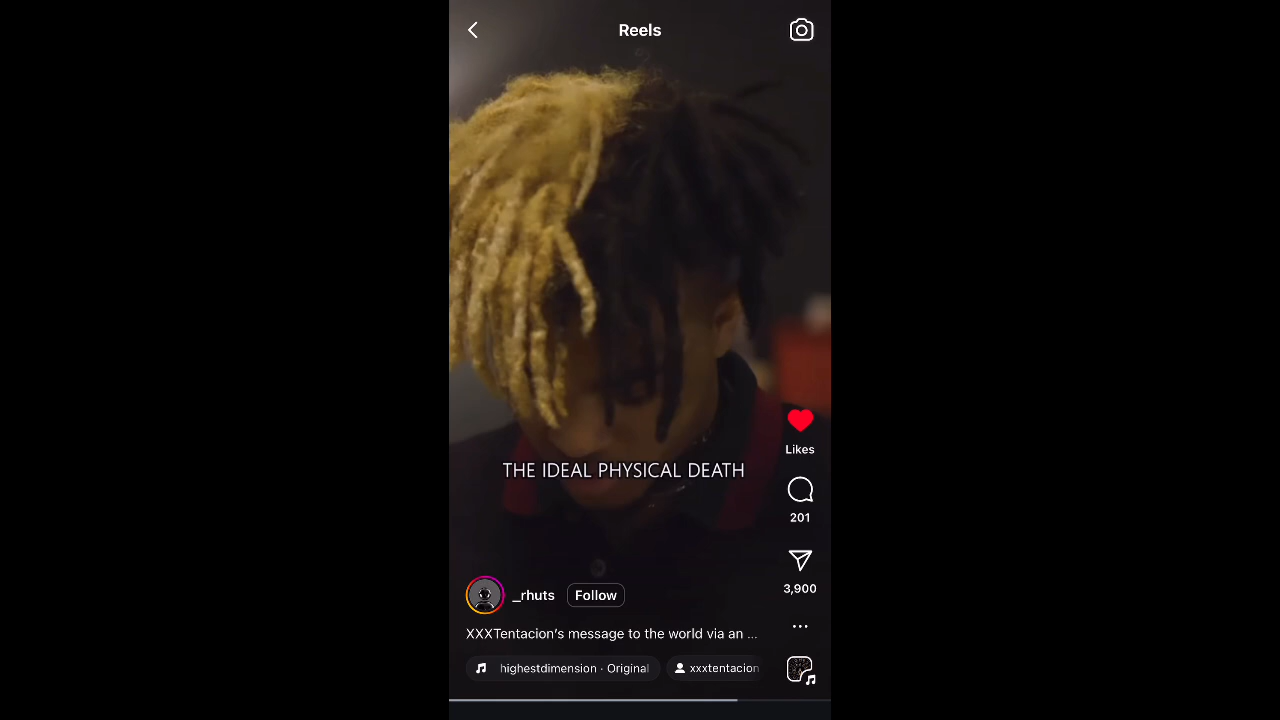 Reels
THE IDEAL PHYSICAL DEATH
Likes
201
3,900
_rhuts
Follow
XXXTentacion's message to the world via an ...
highestdimension · Original
xxxtentacion